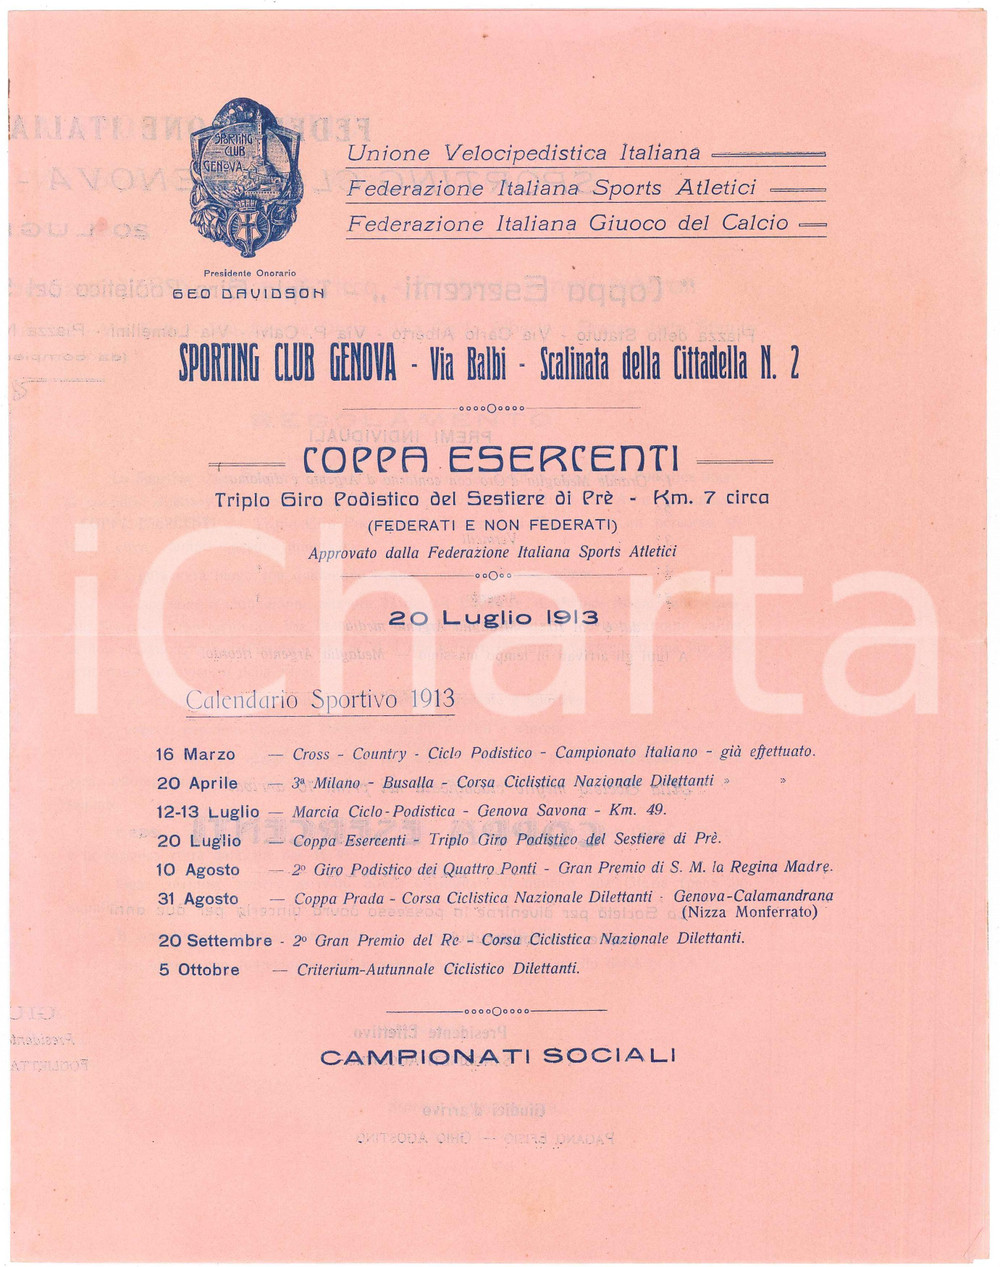 SPORTING
CLUB
GENOVA
Unione Velocipedistica Italiana
Federazione Italiana Sports Atletici
Federazione Italiana Giuoco del Calcio
Presidente Onorario
GEO DAVIDSON
SPORTING CLUB GENOVA - Via Balbi - Scalinata della Cittadella N. 2
COPPA ESERCENTI
Triplo Giro Podistico del Sestiere di Prè - Km. 7 circa
(FEDERATI E NON FEDERATI)
Approvato dalla Federazione Italiana Sports Atletici
iCharta
20 Luglio 1913
Calendario Sportivo 1913
16 Marzo — Cross - Country - Ciclo Podistico - Campionato Italiano - già effettuato.
20 Aprile — 3ª Milano - Busalla - Corsa Ciclistica Nazionale Dilettanti » »
12-13 Luglio — Marcia Ciclo-Podistica - Genova Savona - Km. 49.
20 Luglio — Coppa Esercenti - Triplo Giro Podistico del Sestiere di Prè.
10 Agosto — 2º Giro Podistico dei Quattro Ponti - Gran Premio di S. M. la Regina Madre.
31 Agosto — Coppa Prada - Corsa Ciclistica Nazionale Dilettanti - Genova-Calamandrana
(Nizza Monferrato)
20 Settembre - 2º Gran Premio del Re - Corsa Ciclistica Nazionale Dilettanti.
5 Ottobre — Criterium-Autunnale Ciclistico Dilettanti.
CAMPIONATI SOCIALI